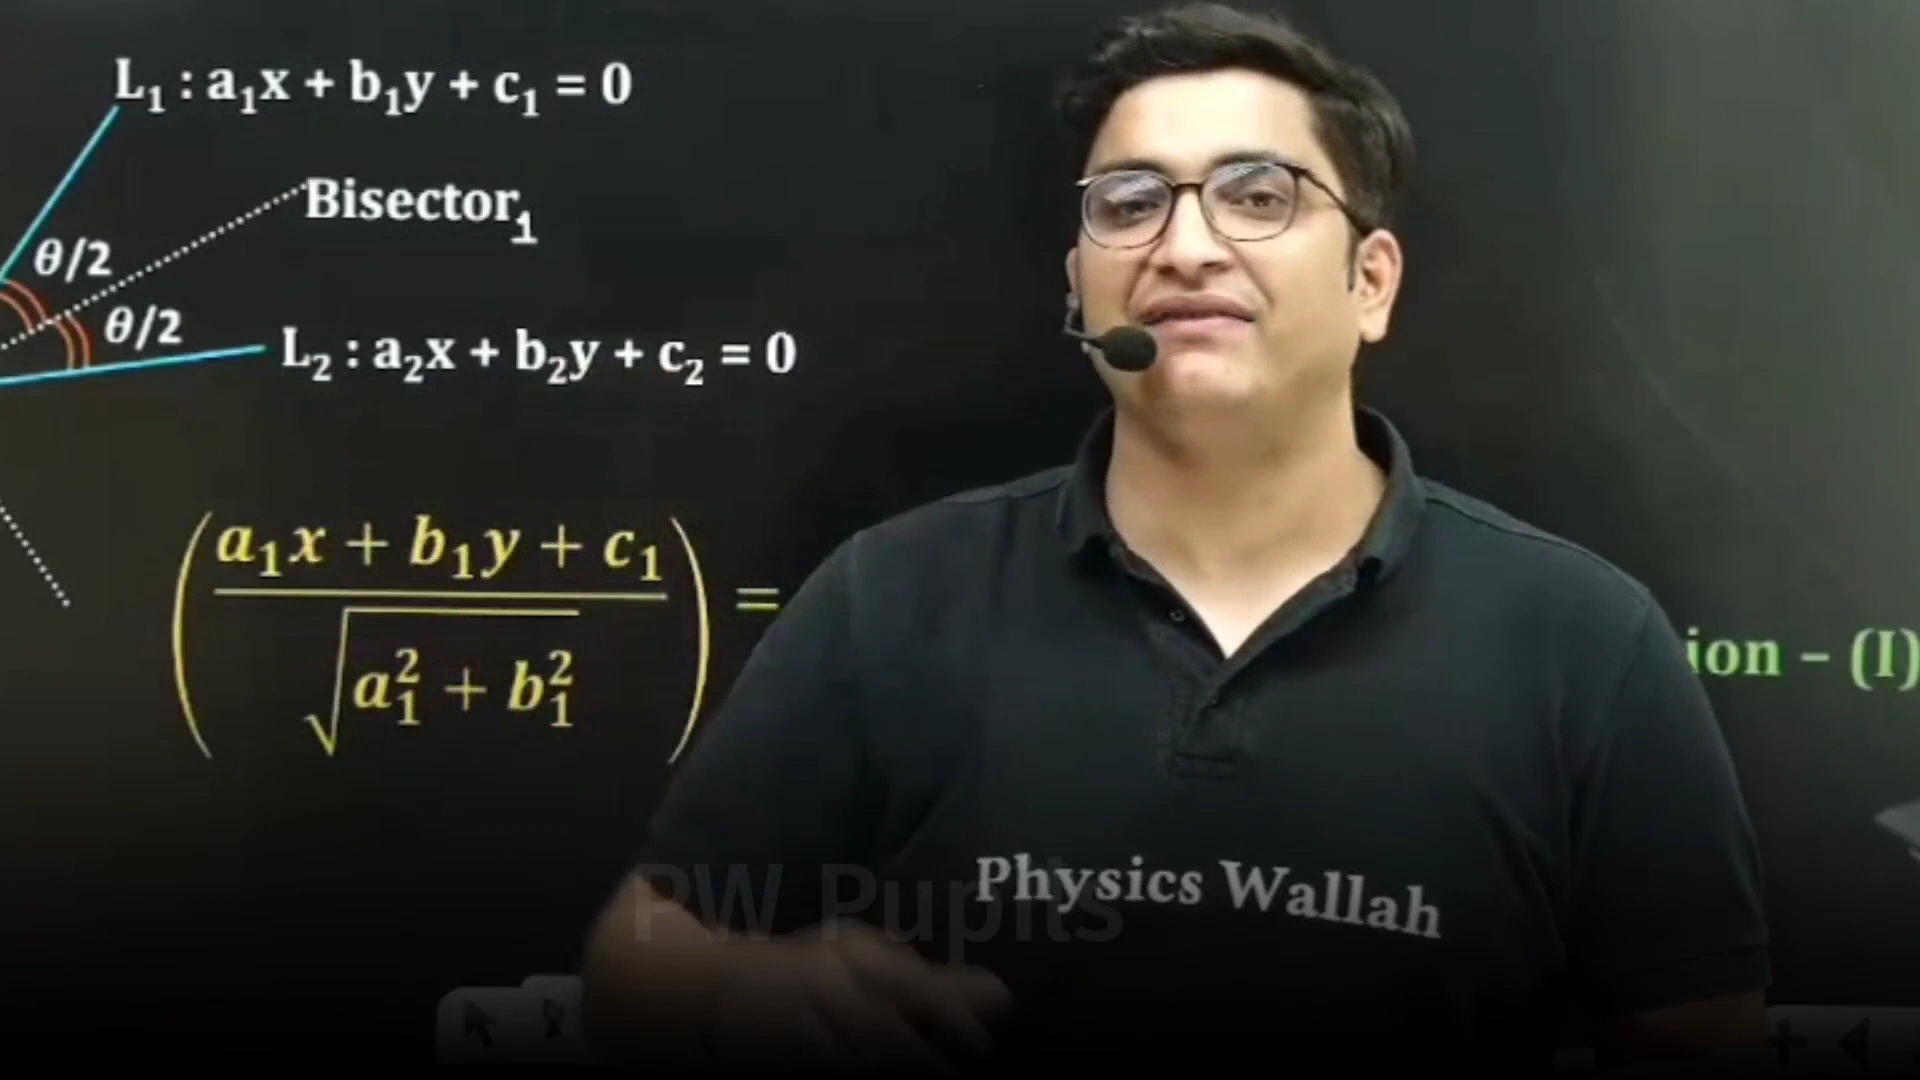 L₁ : a₁x + b₁y + c₁ = 0
Bisector₁
θ/2
θ/2
L₂ : a₂x + b₂y + c₂ = 0
(a₁x + b₁y + c₁ / √(a₁² + b₁²)) =
ion – (I)
Physics Wallah
PW Pupils